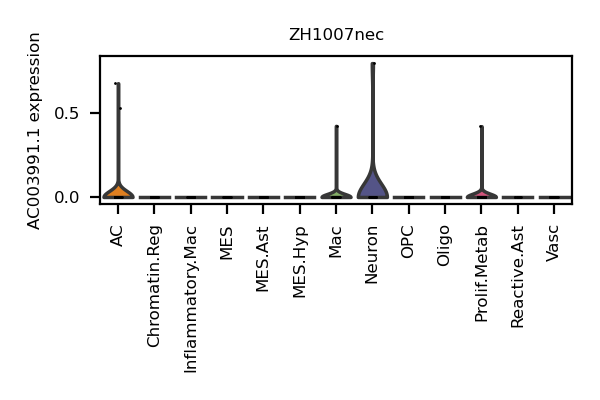 ZH1007nec
AC003991.1 expression
0.5
0.0
AC
Chromatin.Reg
Inflammatory.Mac
MES
MES.Ast
MES.Hyp
Mac
Neuron
OPC
Oligo
Prolif.Metab
Reactive.Ast
Vasc